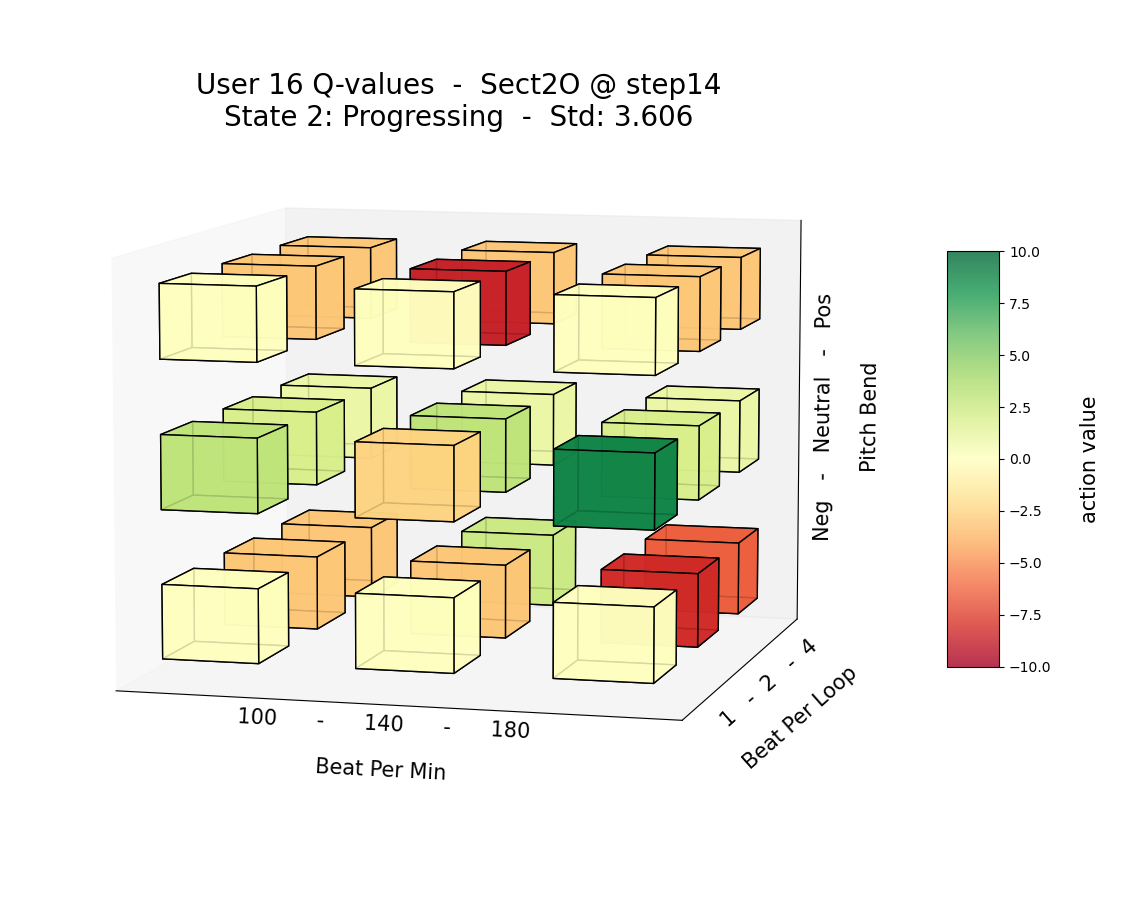 User 16 Q-values  -  Sect2O @ step14
State 2: Progressing  -  Std: 3.606
Neg  -  Neutral  -  Pos
Pitch Bend
1  -  2  -  4
Beat Per Loop
100  -  140  -  180
Beat Per Min
10.0
7.5
5.0
2.5
0.0
−2.5
−5.0
−7.5
−10.0
action value